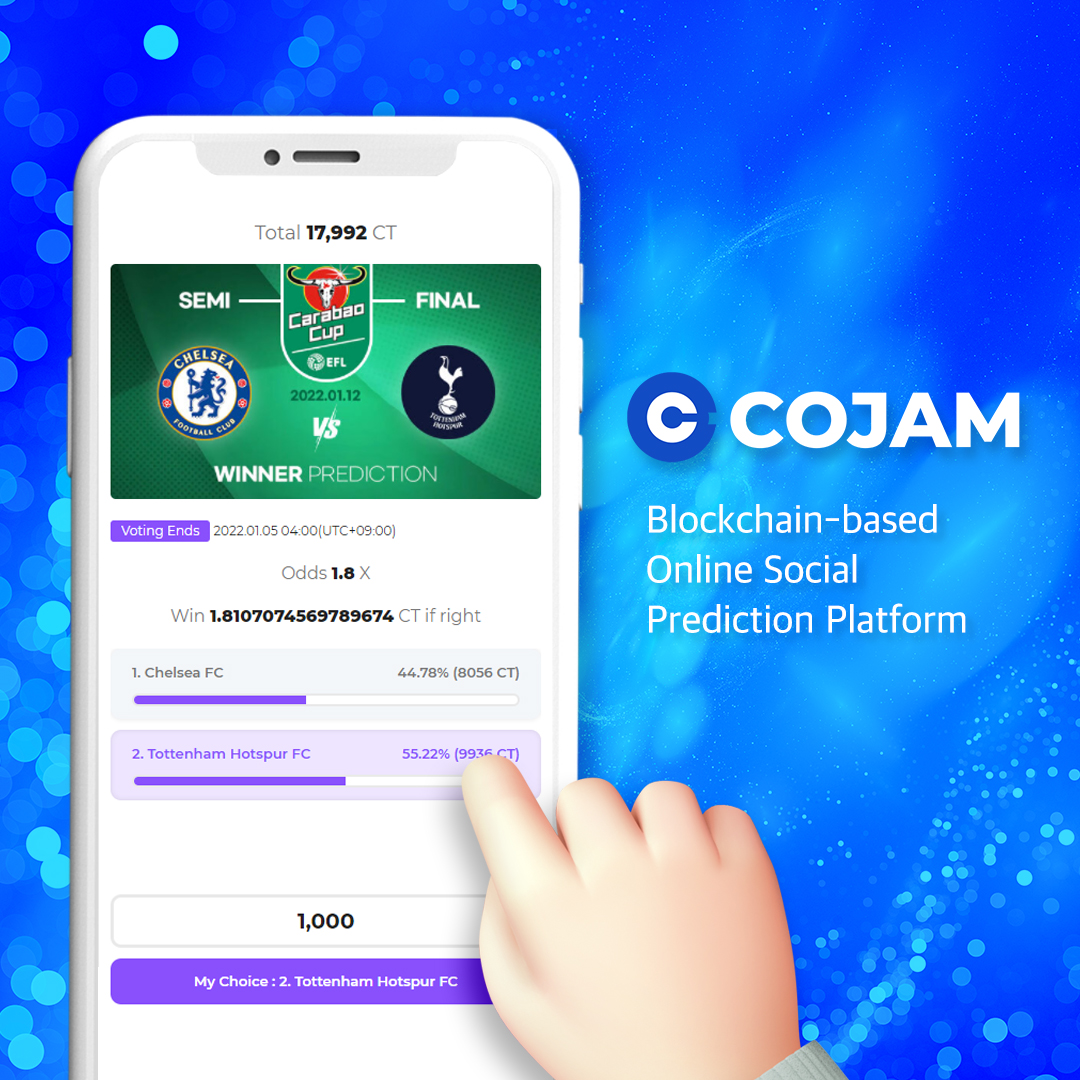 Total 17,992 CT
SEMI
FINAL
Carabao
Cup
EFL
CHELSEA
FOOTBALL CLUB
2022.01.12
VS
TOTTENHAM
HOTSPUR
WINNER PREDICTION
Voting Ends 2022.01.05 04:00(UTC+09:00)
Odds 1.8 X
Win 1.8107074569789674 CT if right
1. Chelsea FC 44.78% (8056 CT)
2. Tottenham Hotspur FC 55.22% (9936 CT)
1,000
My Choice : 2. Tottenham Hotspur FC
C COJAM
Blockchain-based
Online Social
Prediction Platform